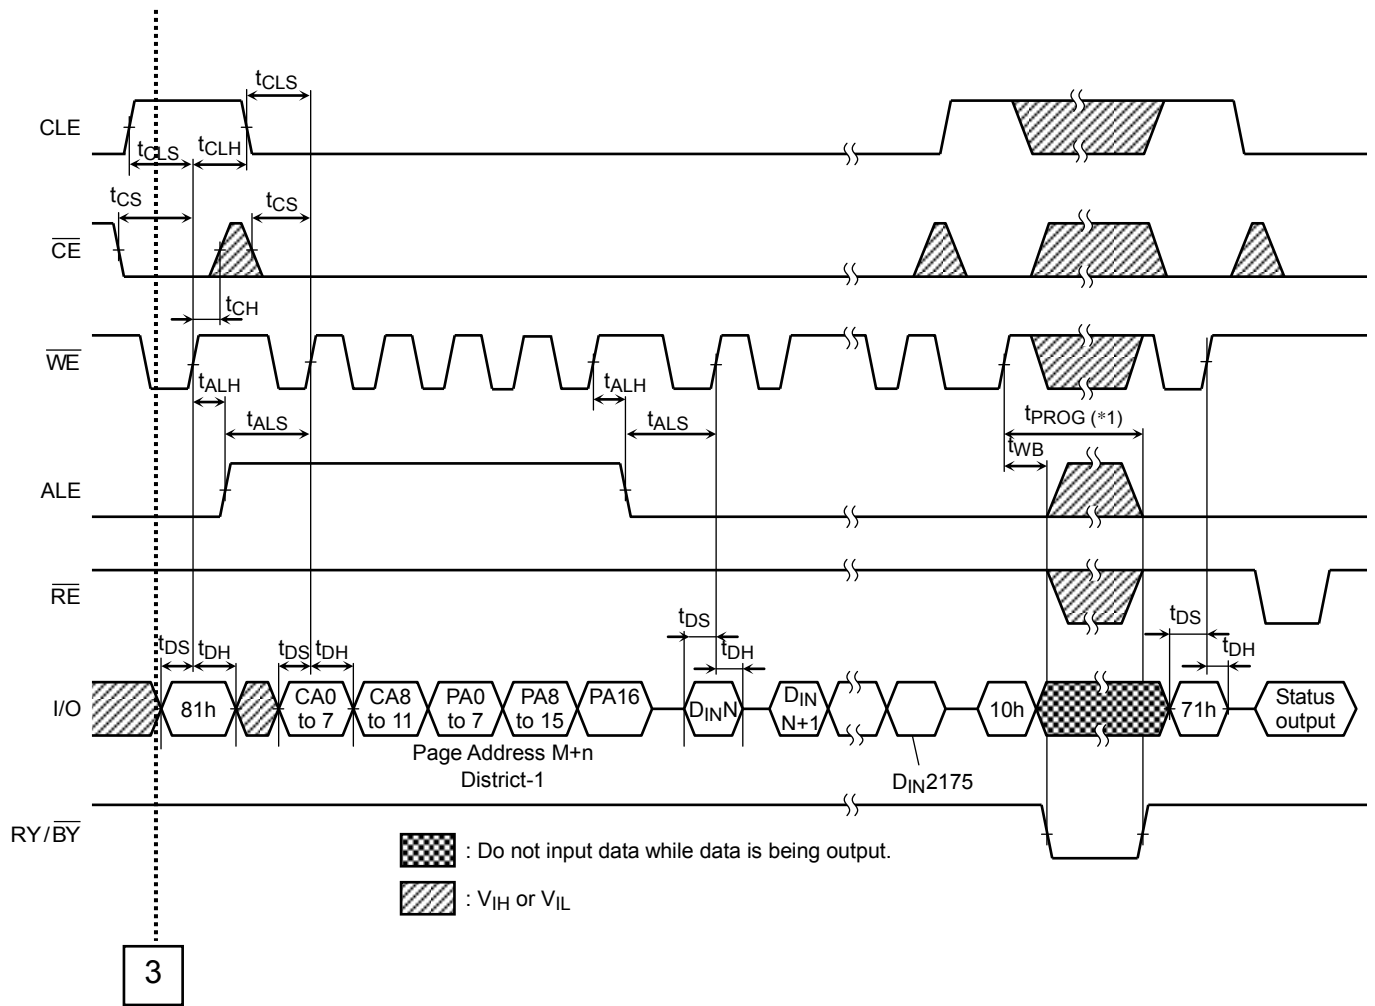 tCLS
CLE
tCLS tCLH
tCS tCS
CE
tCH
WE
tALH tALH
tALS tALS tPROG (*1)
tWB
ALE
RE
tDS tDH tDS tDH tDS tDH tDS tDH
I/O
81h
CA0 to 7
CA8 to 11
PA0 to 7
PA8 to 15
PA16
DINN
DIN N+1
10h
71h
Status output
Page Address M+n
District-1
DIN2175
RY/BY
: Do not input data while data is being output.
: VIH or VIL
3